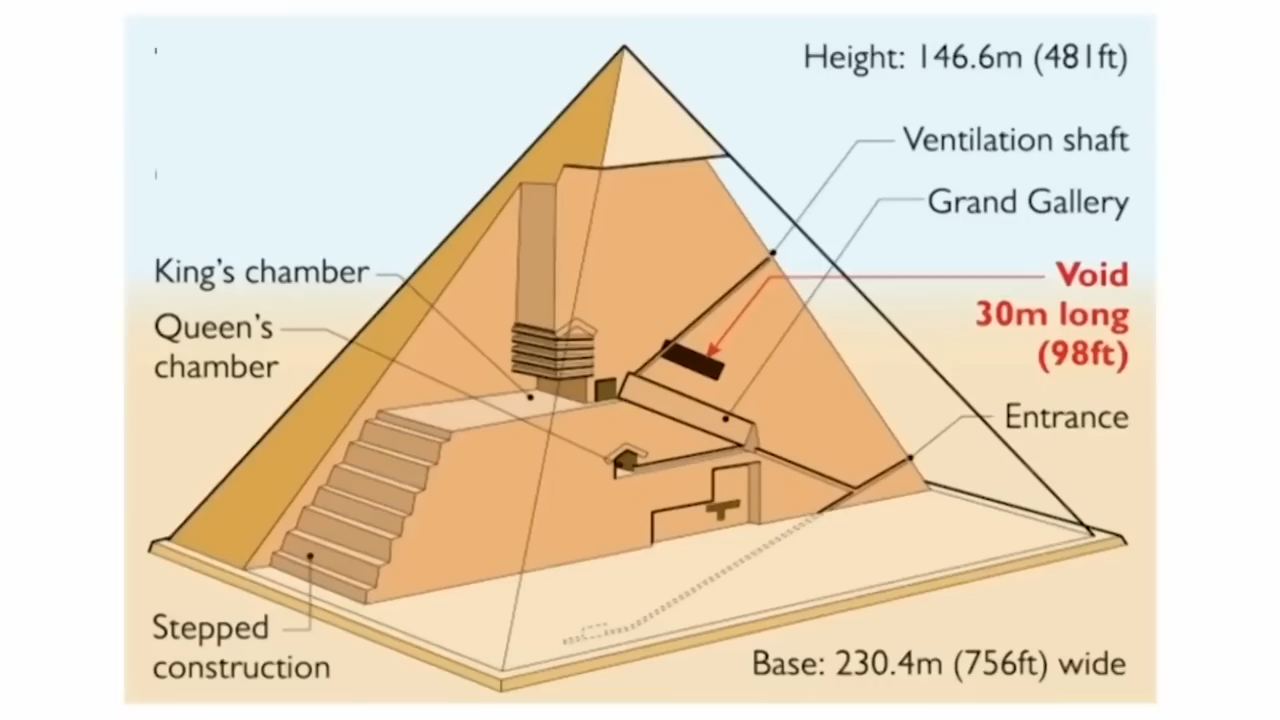 Height: 146.6m (481ft)
Ventilation shaft
Grand Gallery
King's chamber
Void
30m long
(98ft)
Queen's
chamber
Entrance
Stepped
construction
Base: 230.4m (756ft) wide